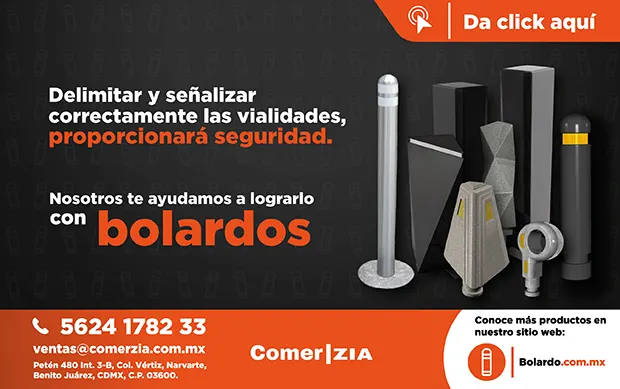 Da click aquí
Delimitar y señalizar
correctamente las vialidades,
proporcionará seguridad.
Nosotros te ayudamos a lograrlo
con bolardos
5624 1782 33
ventas@comerzia.com.mx
Petén 480 Int. 3-B, Col. Vértiz, Narvarte,
Benito Juárez, CDMX, C.P. 03600.
Comer|ZIA
Conoce más productos en
nuestro sitio web:
Bolardo.com.mx